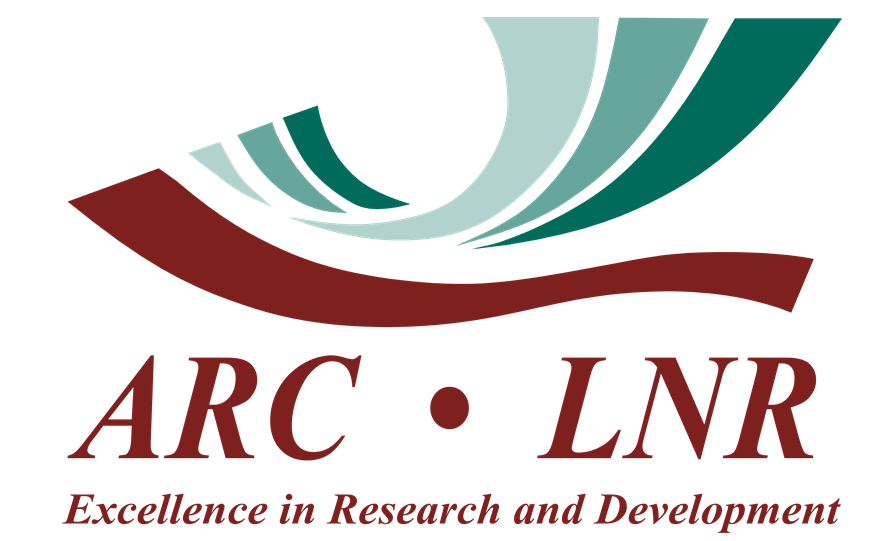 ARC • LNR
Excellence in Research and Development